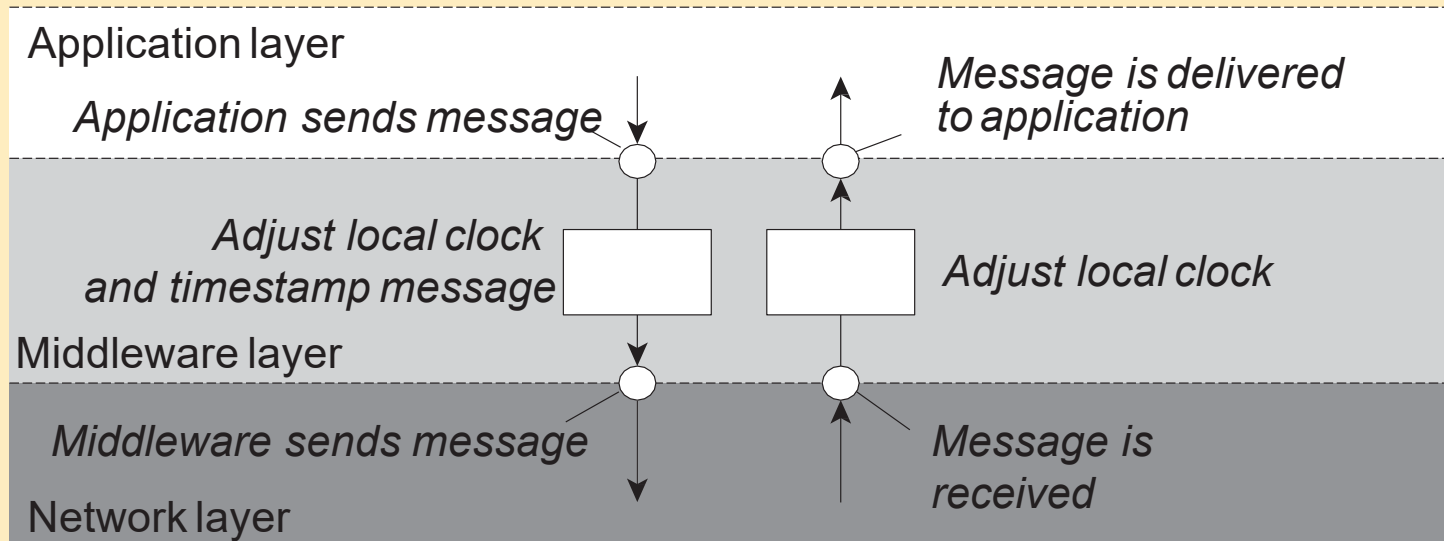 Application layer
Application sends message
Message is delivered
to application
Adjust local clock
and timestamp message
Adjust local clock
Middleware layer
Middleware sends message
Message is
received
Network layer